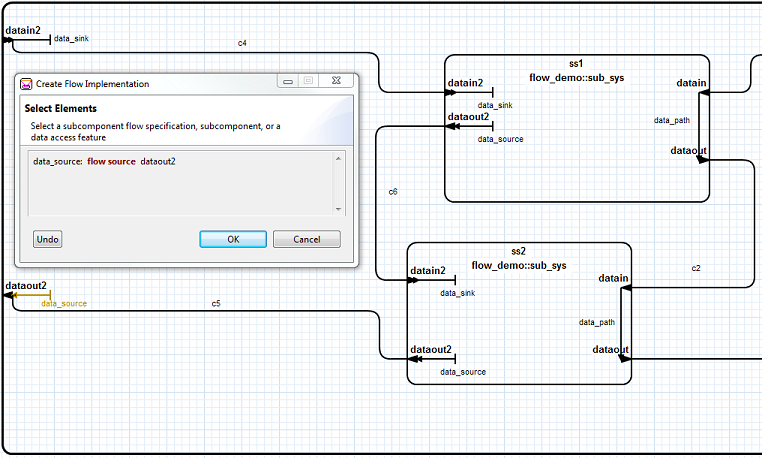 datain2
data_sink
c4
Create Flow Implementation
Select Elements
Select a subcomponent flow specification, subcomponent, or a
data access feature
data_source: flow source dataout2
Undo
OK
Cancel
ss1
flow_demo::sub_sys
datain2
datain
data_sink
dataout2
data_path
data_source
dataout
c6
ss2
flow_demo::sub_sys
datain2
datain
data_sink
c2
data_path
dataout2
dataout
data_source
dataout2
data_source
c5